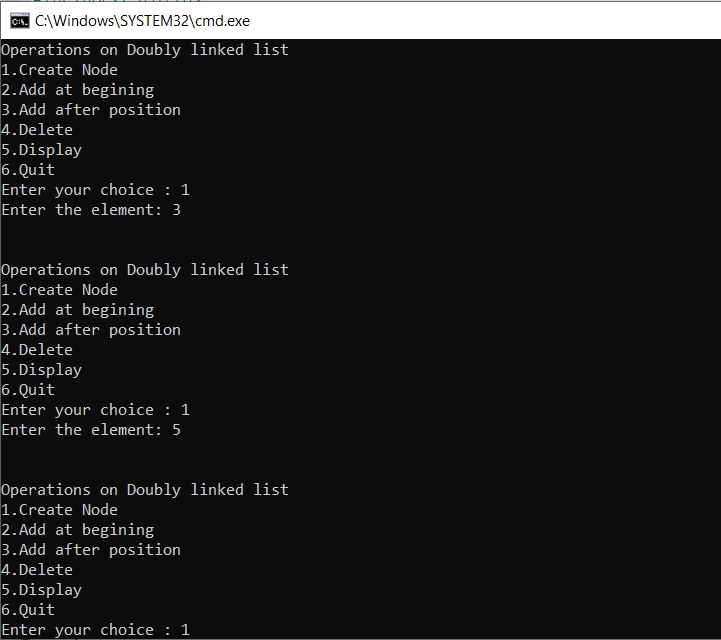 C:\Windows\SYSTEM32\cmd.exe
Operations on Doubly linked list
1.Create Node
2.Add at begining
3.Add after position
4.Delete
5.Display
6.Quit
Enter your choice : 1
Enter the element: 3
Operations on Doubly linked list
1.Create Node
2.Add at begining
3.Add after position
4.Delete
5.Display
6.Quit
Enter your choice : 1
Enter the element: 5
Operations on Doubly linked list
1.Create Node
2.Add at begining
3.Add after position
4.Delete
5.Display
6.Quit
Enter your choice : 1